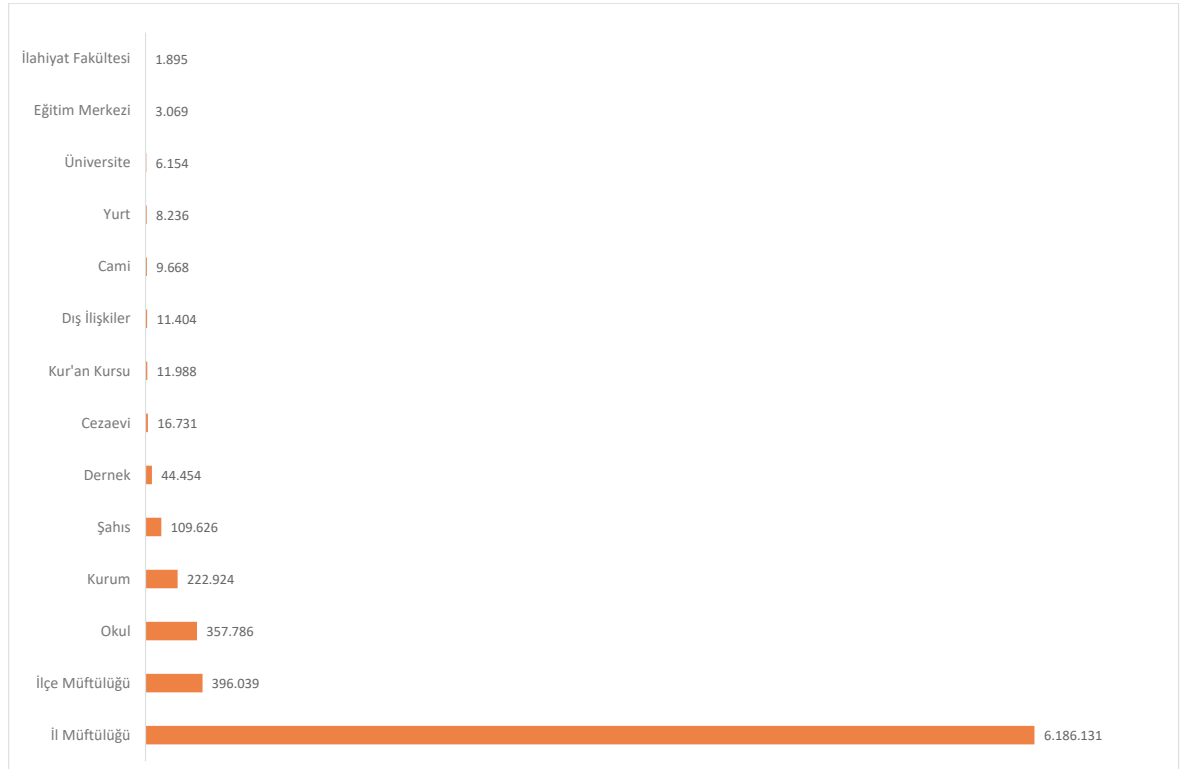 İlahiyat Fakültesi 1.895
Eğitim Merkezi 3.069
Üniversite 6.154
Yurt 8.236
Cami 9.668
Dış İlişkiler 11.404
Kur'an Kursu 11.988
Cezaevi 16.731
Dernek 44.454
Şahıs 109.626
Kurum 222.924
Okul 357.786
İlçe Müftülüğü 396.039
İl Müftülüğü 6.186.131